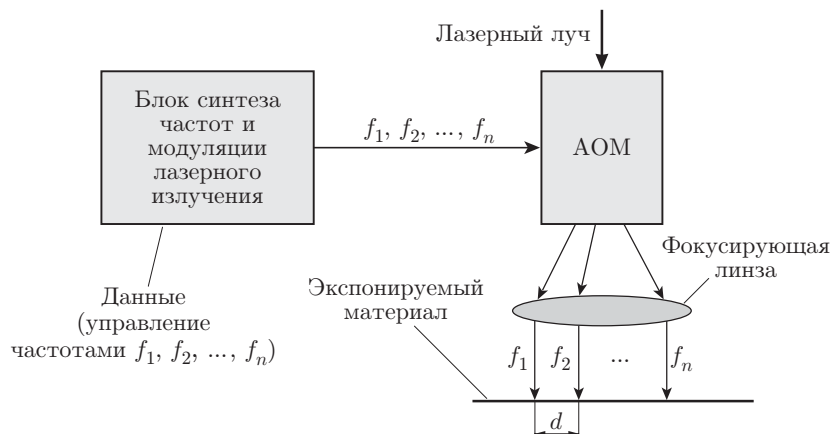 Лазерный луч
Блок синтеза
частот и
модуляции
лазерного
излучения
f₁, f₂, ..., fₙ
АОМ
Фокусирующая
линза
Данные
(управление
частотами f₁, f₂, ..., fₙ)
Экспонируемый
материал
f₁ f₂ ... fₙ
d